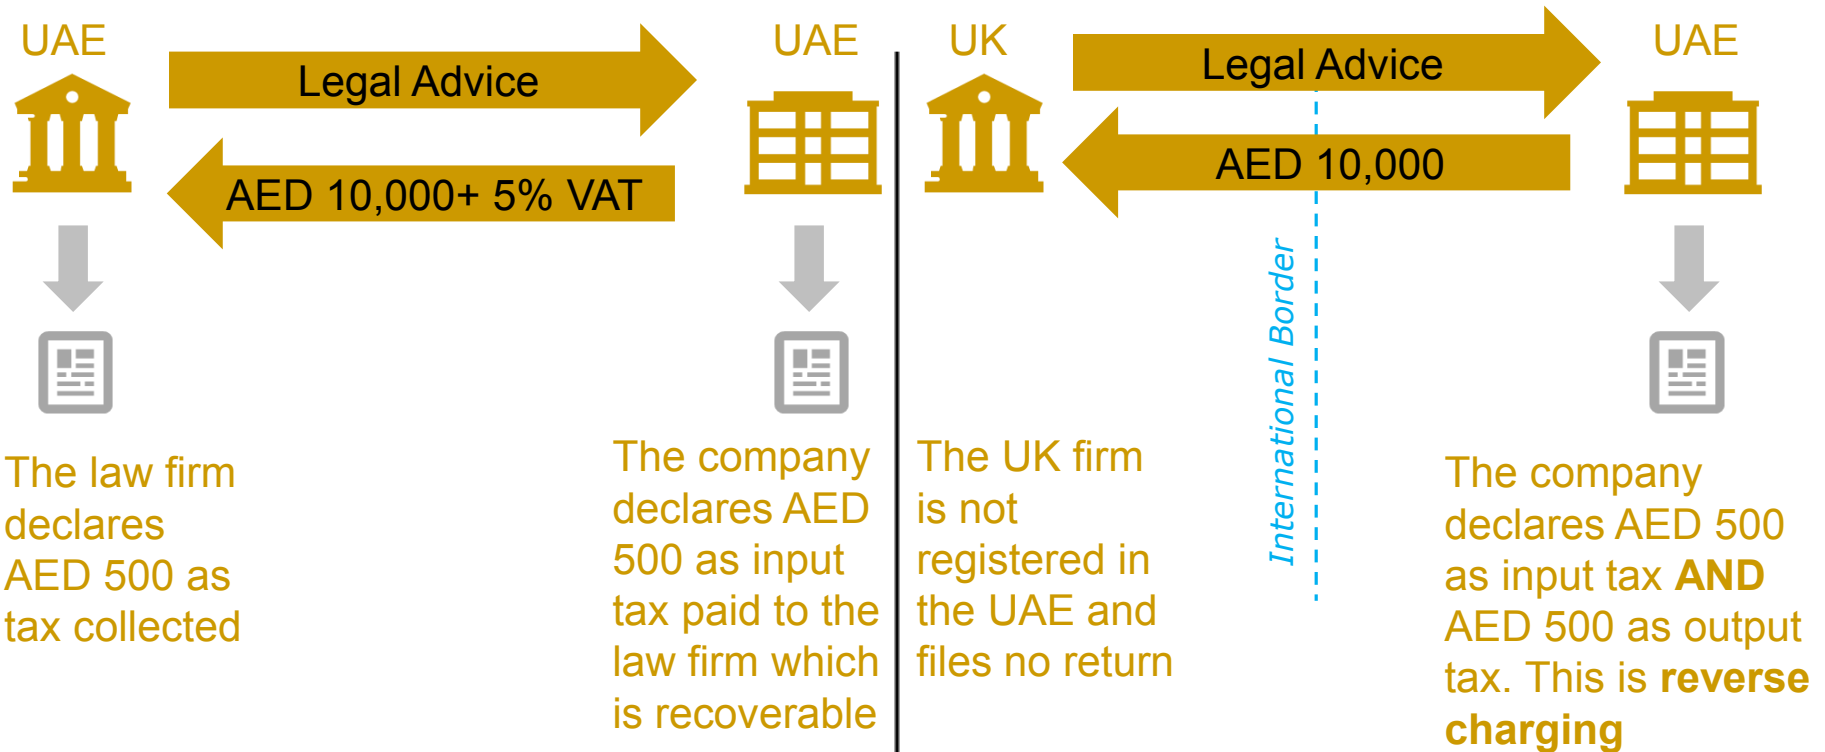 UAE
Legal Advice
UAE
AED 10,000+ 5% VAT
The law firm
declares
AED 500 as
tax collected
The company
declares AED
500 as input
tax paid to the
law firm which
is recoverable
UK
Legal Advice
UAE
AED 10,000
International Border
The UK firm
is not
registered in
the UAE and
files no return
The company
declares AED 500
as input tax AND
AED 500 as output
tax. This is reverse
charging